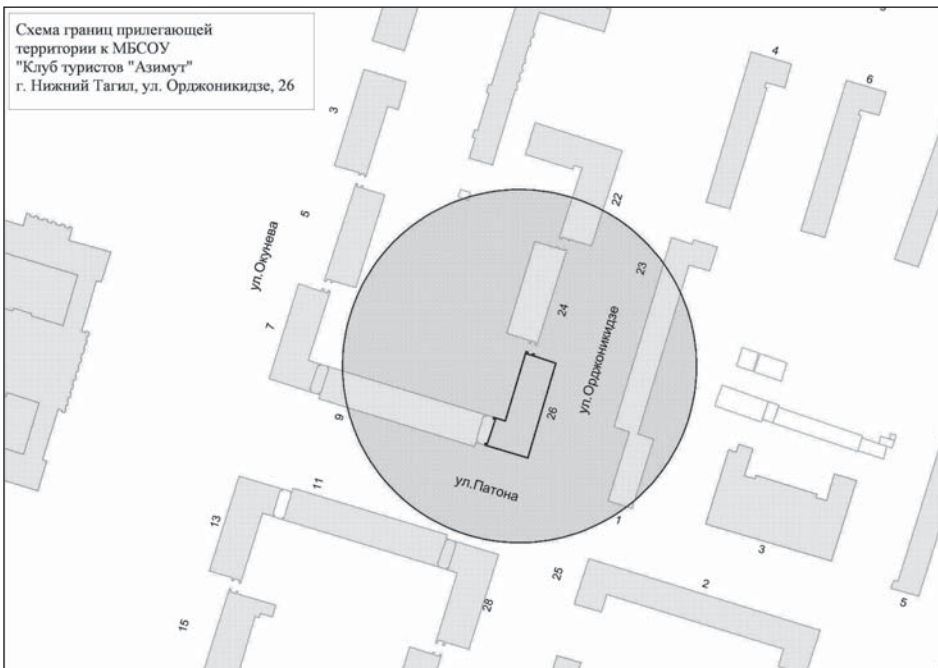 Схема границ прилегающей
территории к МБСОУ
"Клуб туристов "Азимут"
г. Нижний Тагил, ул. Орджоникидзе, 26
4
6
3
22
5
ул.Окунева
23
24
7
ул.Орджоникидзе
26
9
ул.Патона
11
13
1
3
25
2
28
5
15